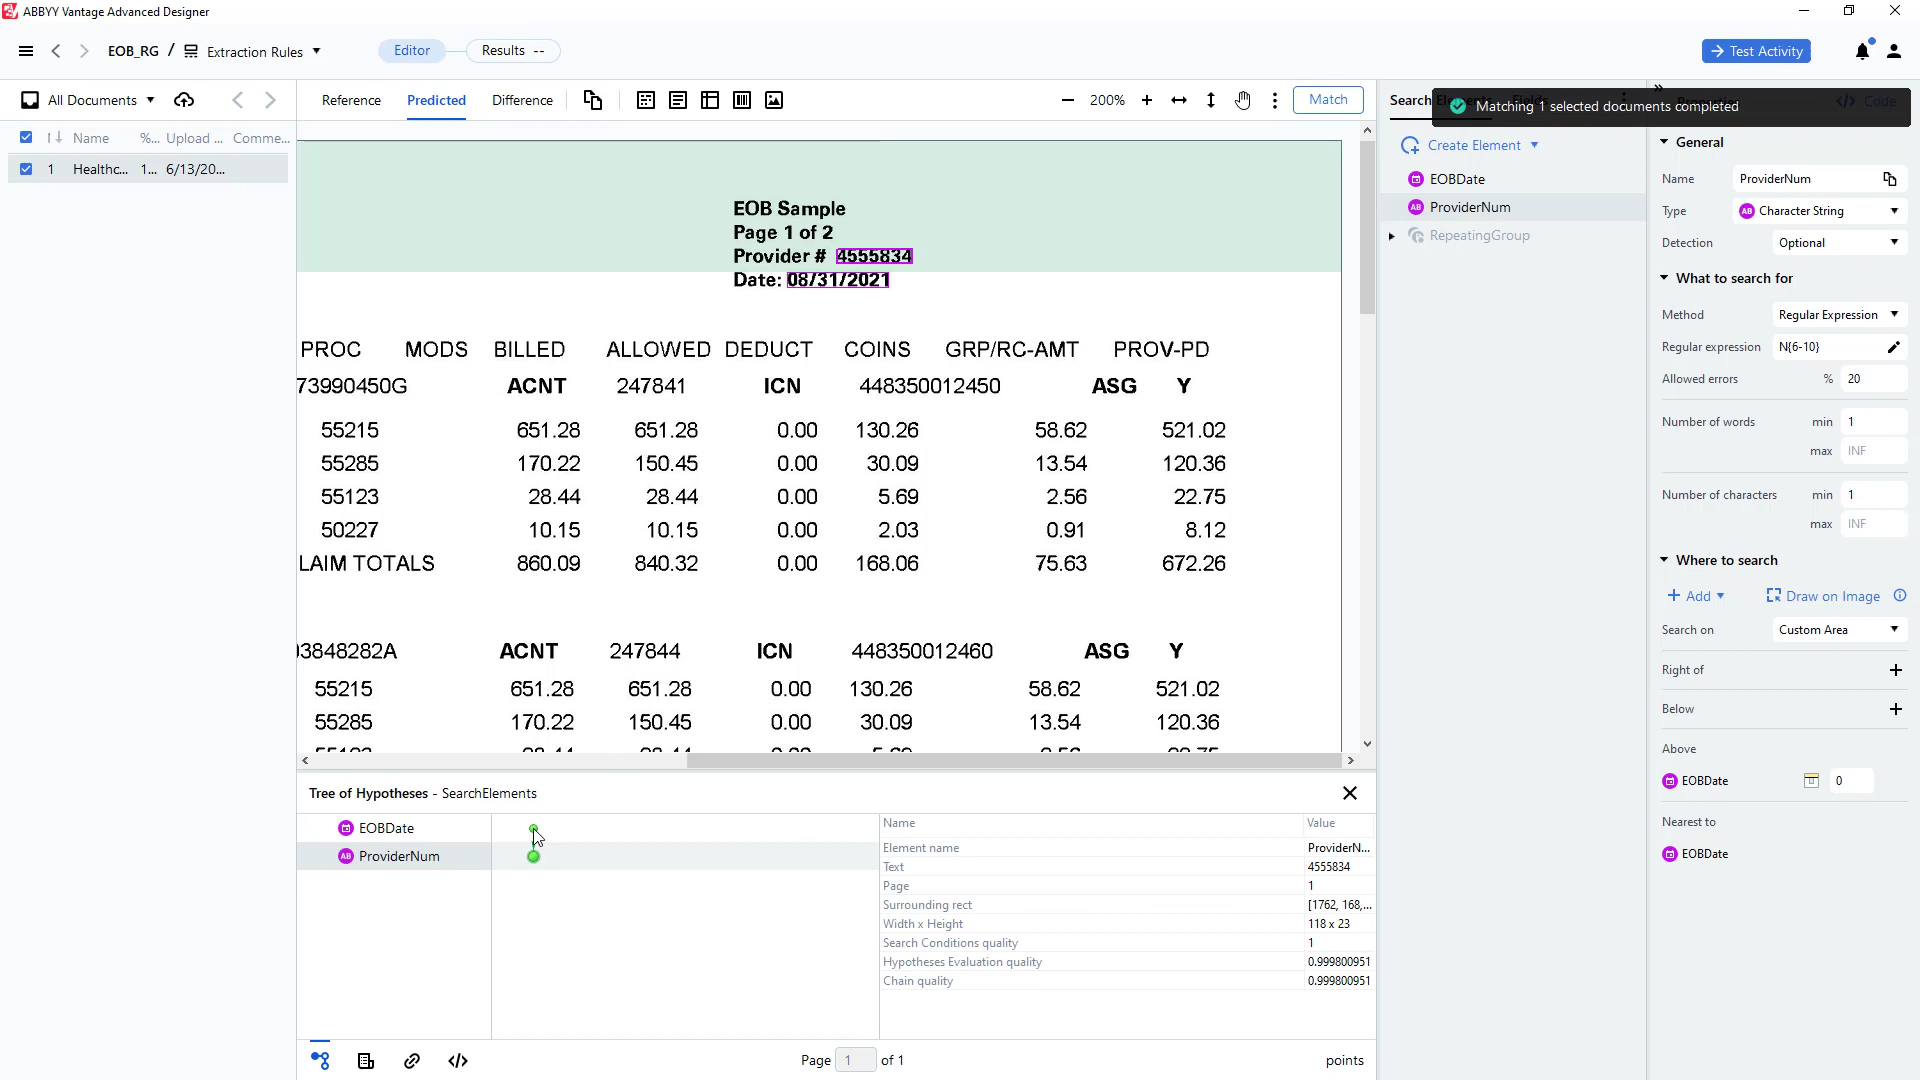 ABBYY Vantage Advanced Designer
EOB_RG / Extraction Rules
Editor
Results --
Test Activity
All Documents
Reference
Predicted
Difference
200%
Match
Matching 1 selected documents completed
Name %... Upload ... Comme...
1 Healthc... 1... 6/13/20...
EOB Sample
Page 1 of 2
Provider # 4555834
Date: 08/31/2021
PROC MODS BILLED ALLOWED DEDUCT COINS GRP/RC-AMT PROV-PD
73990450G ACNT 247841 ICN 448350012450 ASG Y
55215 651.28 651.28 0.00 130.26 58.62 521.02
55285 170.22 150.45 0.00 30.09 13.54 120.36
55123 28.44 28.44 0.00 5.69 2.56 22.75
50227 10.15 10.15 0.00 2.03 0.91 8.12
LAIM TOTALS 860.09 840.32 0.00 168.06 75.63 672.26
3848282A ACNT 247844 ICN 448350012460 ASG Y
55215 651.28 651.28 0.00 130.26 58.62 521.02
55285 170.22 150.45 0.00 30.09 13.54 120.36
Tree of Hypotheses - SearchElements
EOBDate
ProviderNum
Name Value
Element name ProviderN...
Text 4555834
Page 1
Surrounding rect [1762, 168,...
Width x Height 118 x 23
Search Conditions quality 1
Hypotheses Evaluation quality 0.999800951
Chain quality 0.999800951
Page 1 of 1
points
Search
Create Element
EOBDate
ProviderNum
RepeatingGroup
General
Name ProviderNum
Type Character String
Detection Optional
What to search for
Method Regular Expression
Regular expression N{6-10}
Allowed errors % 20
Number of words min 1
max INF
Number of characters min 1
max INF
Where to search
+ Add Draw on Image
Search on Custom Area
Right of +
Below +
Above
EOBDate 0
Nearest to
EOBDate